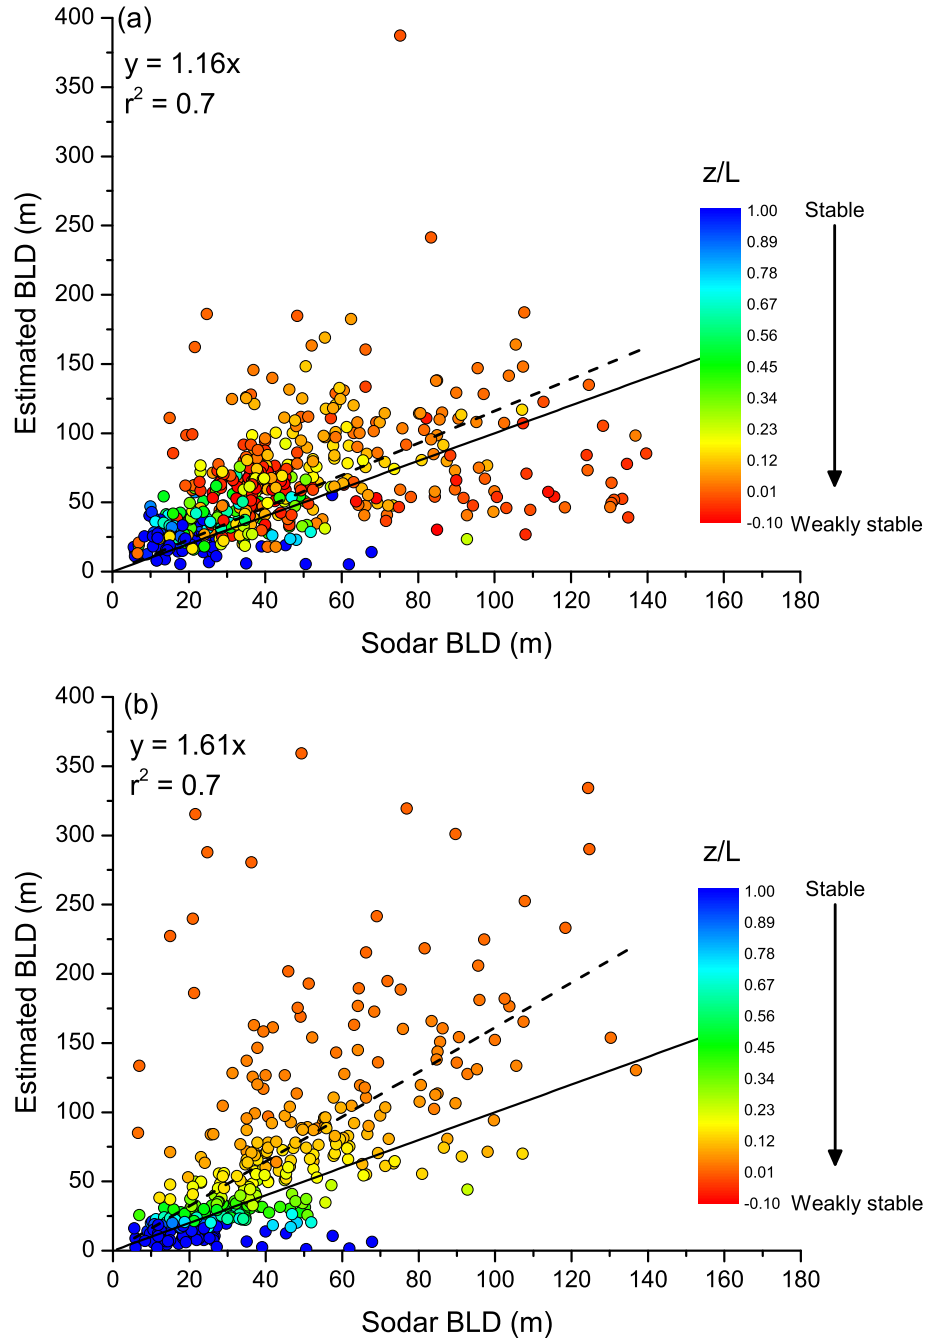 (a)
y = 1.16x
r² = 0.7
400
350
300
250
200
150
100
50
0
Estimated BLD (m)
0 20 40 60 80 100 120 140 160 180
Sodar BLD (m)
z/L
1.00
0.89
0.78
0.67
0.56
0.45
0.34
0.23
0.12
0.01
-0.10
Stable
Weakly stable
(b)
y = 1.61x
r² = 0.7
400
350
300
250
200
150
100
50
0
Estimated BLD (m)
0 20 40 60 80 100 120 140 160 180
Sodar BLD (m)
z/L
1.00
0.89
0.78
0.67
0.56
0.45
0.34
0.23
0.12
0.01
-0.10
Stable
Weakly stable